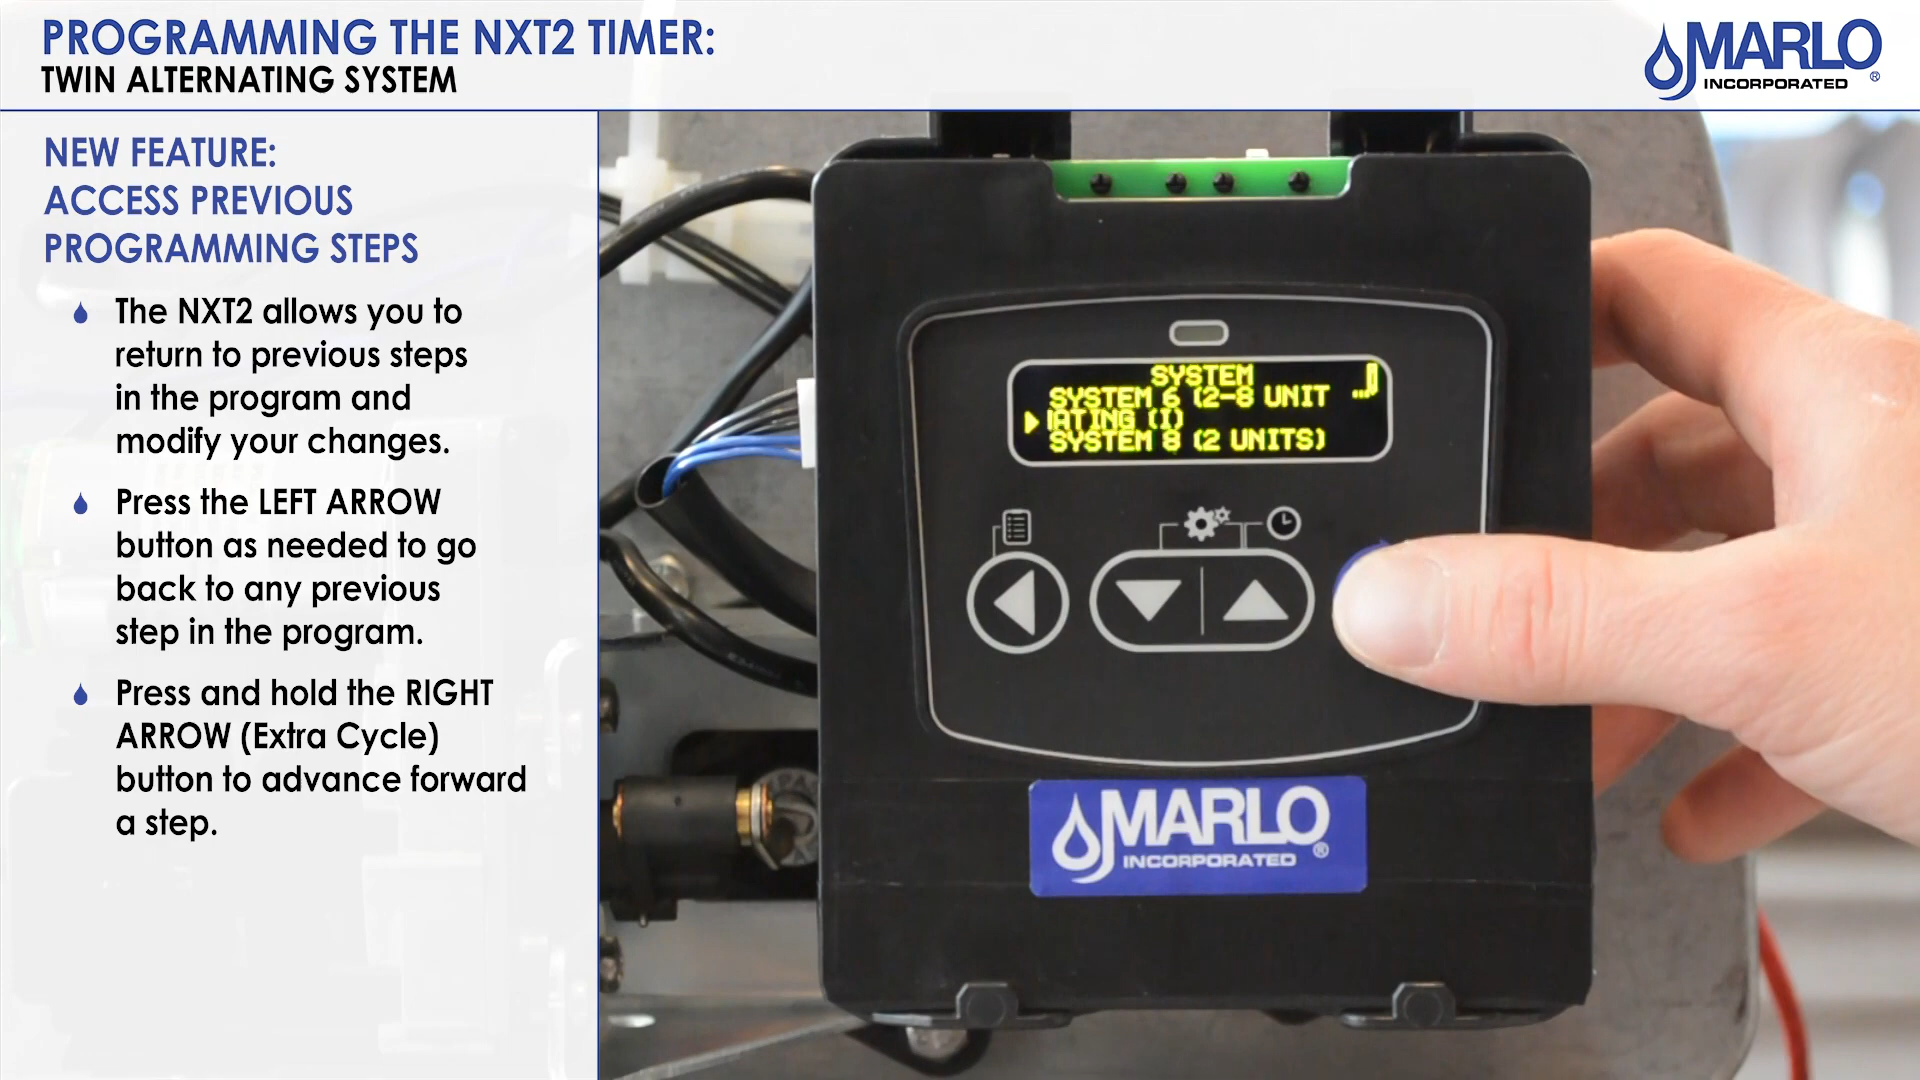 PROGRAMMING THE NXT2 TIMER:
TWIN ALTERNATING SYSTEM
MARLO
INCORPORATED ®
NEW FEATURE:
ACCESS PREVIOUS
PROGRAMMING STEPS
The NXT2 allows you to
return to previous steps
in the program and
modify your changes.
Press the LEFT ARROW
button as needed to go
back to any previous
step in the program.
Press and hold the RIGHT
ARROW (Extra Cycle)
button to advance forward
a step.
SYSTEM
SYSTEM 6 (2-8 UNIT ...
ATING (I)
SYSTEM 8 (2 UNITS)
MARLO
INCORPORATED ®